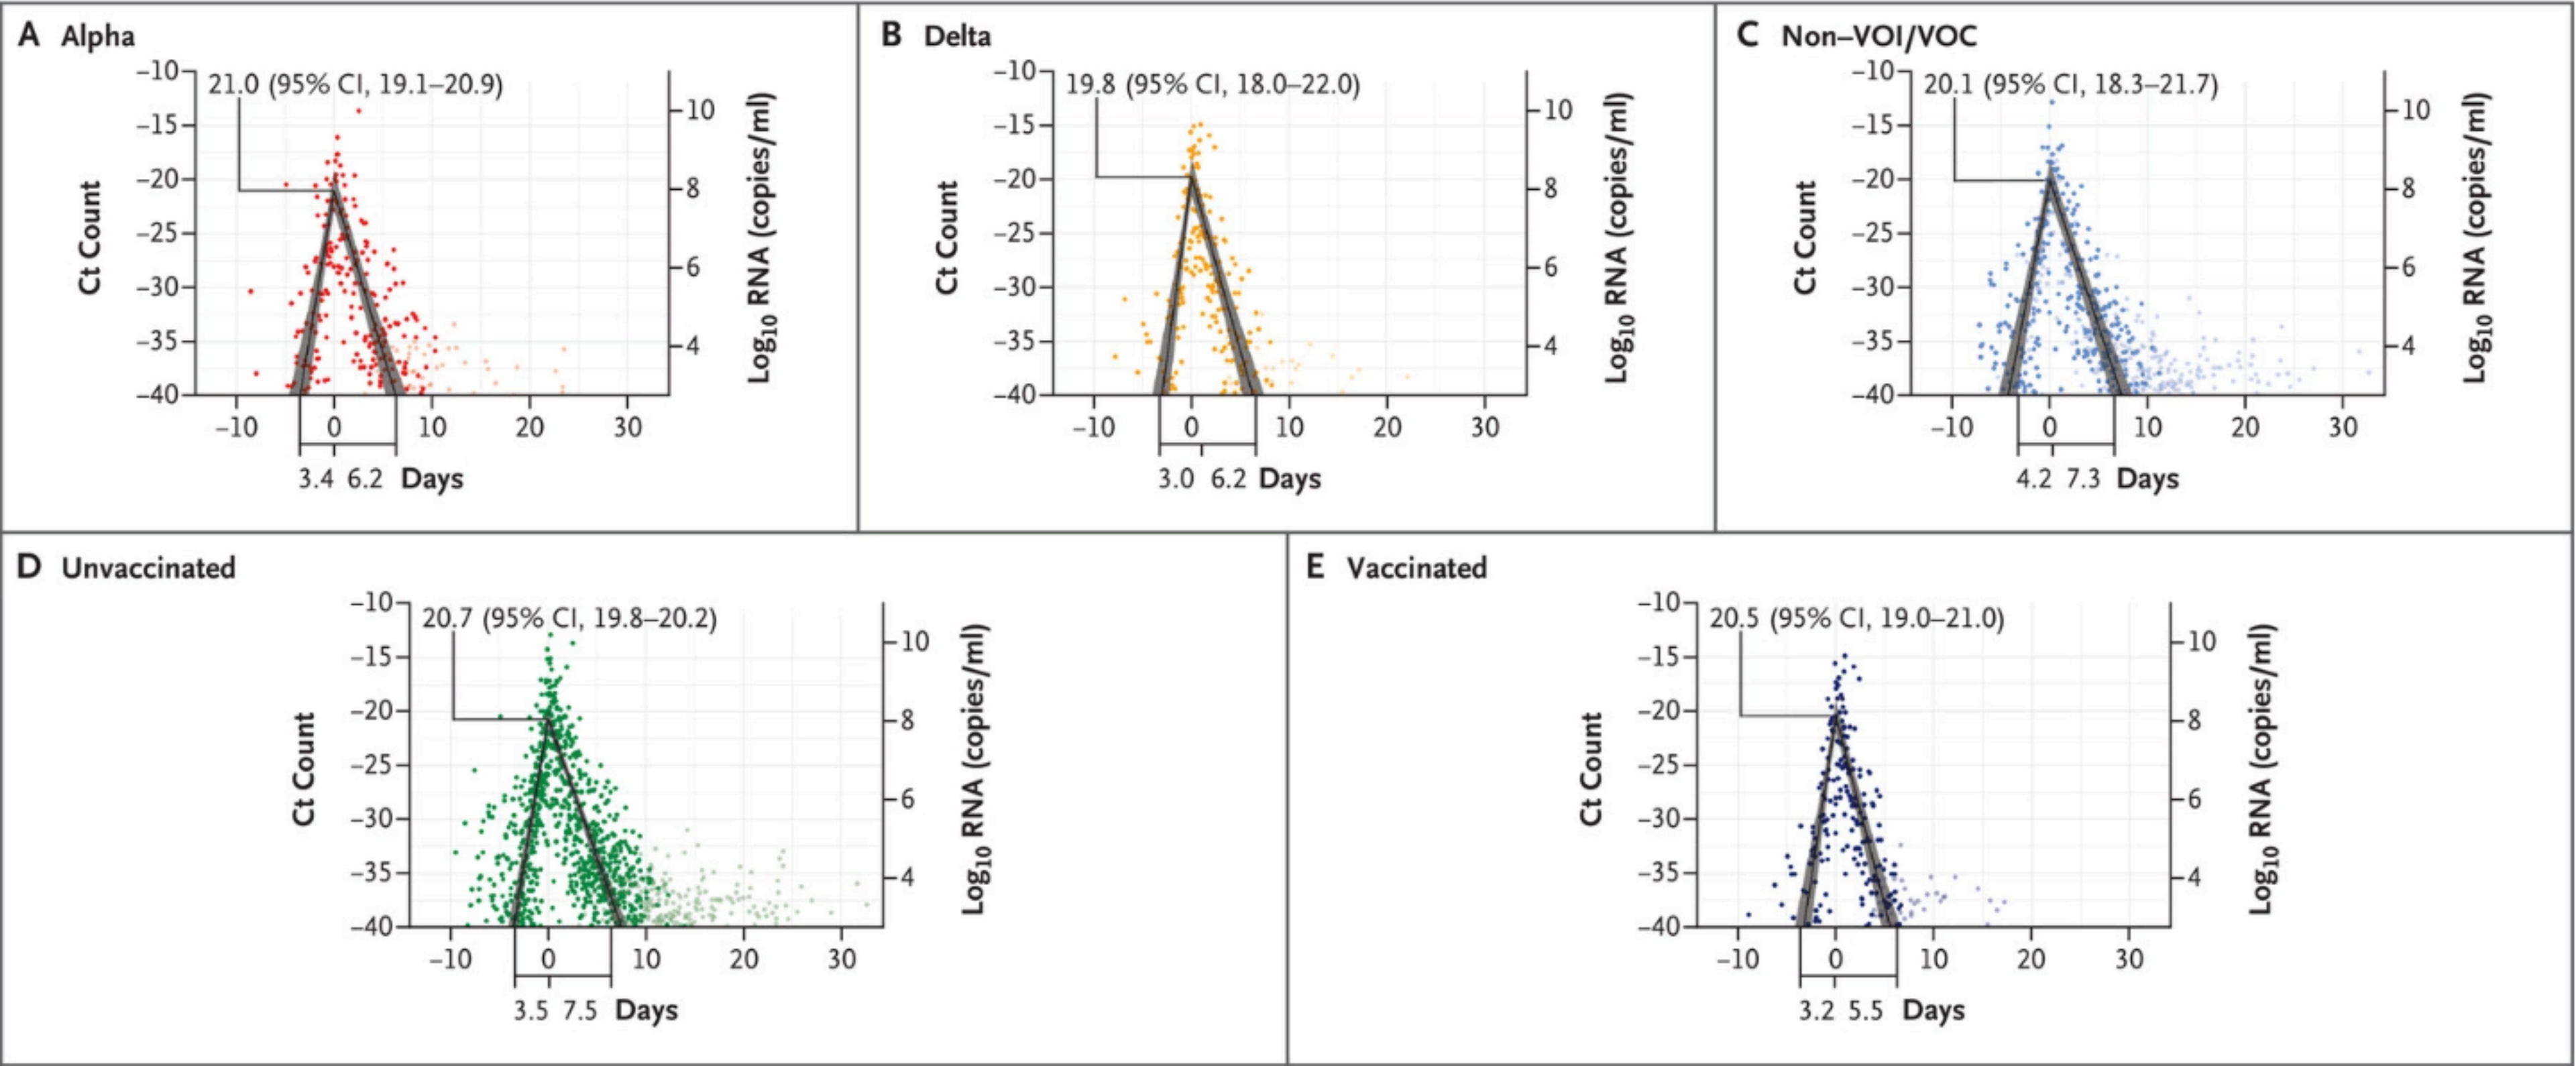 A Alpha
21.0 (95% CI, 19.1–20.9)
–10
–15
–20
–25
–30
–35
–40
Ct Count
10
8
6
4
Log10 RNA (copies/ml)
–10 0 10 20 30
3.4 6.2 Days
B Delta
19.8 (95% CI, 18.0–22.0)
–10
–15
–20
–25
–30
–35
–40
Ct Count
10
8
6
4
Log10 RNA (copies/ml)
–10 0 10 20 30
3.0 6.2 Days
C Non–VOI/VOC
20.1 (95% CI, 18.3–21.7)
–10
–15
–20
–25
–30
–35
–40
Ct Count
10
8
6
4
Log10 RNA (copies/ml)
–10 0 10 20 30
4.2 7.3 Days
D Unvaccinated
20.7 (95% CI, 19.8–20.2)
–10
–15
–20
–25
–30
–35
–40
Ct Count
10
8
6
4
Log10 RNA (copies/ml)
–10 0 10 20 30
3.5 7.5 Days
E Vaccinated
20.5 (95% CI, 19.0–21.0)
–10
–15
–20
–25
–30
–35
–40
Ct Count
10
8
6
4
Log10 RNA (copies/ml)
–10 0 10 20 30
3.2 5.5 Days